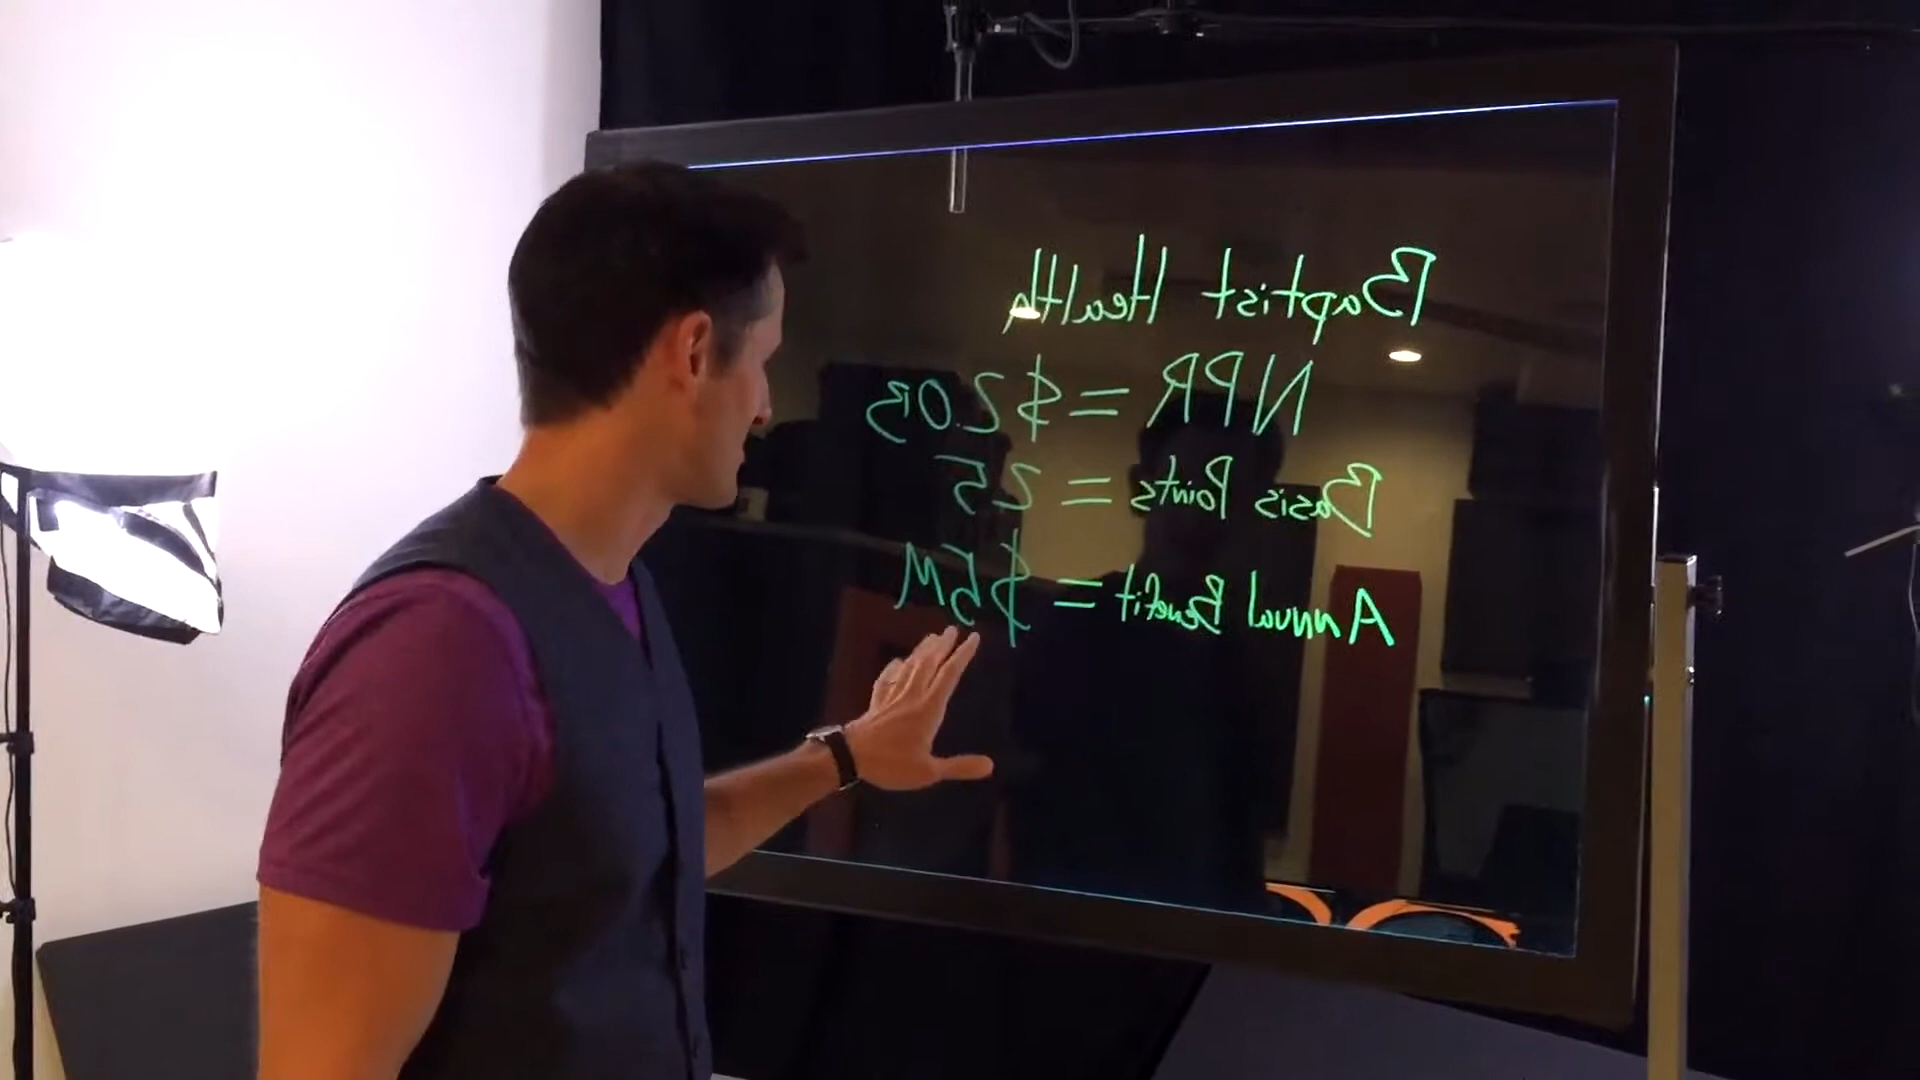 Baptist Health
NPR = $2.0B
Basis Points = 25
Annual Benefit = $5M